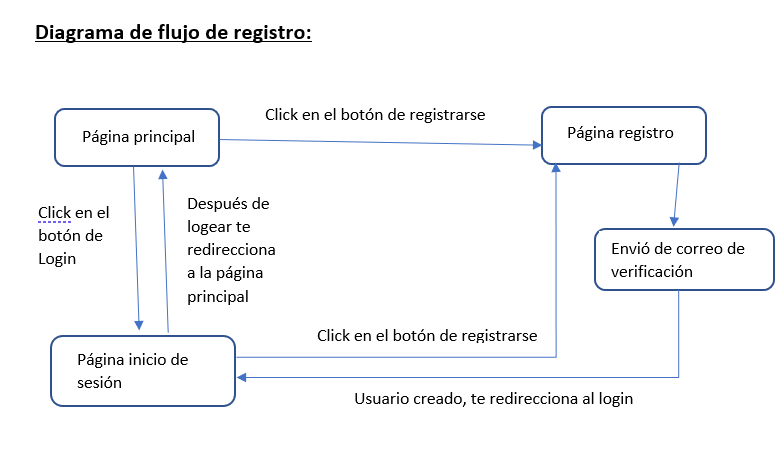 Diagrama de flujo de registro:
Click en el botón de registrarse
Página principal
Página registro
Click en el
botón de
Login
Después de
logear te
redirecciona
a la página
principal
Envió de correo de
verificación
Click en el botón de registrarse
Página inicio de
sesión
Usuario creado, te redirecciona al login